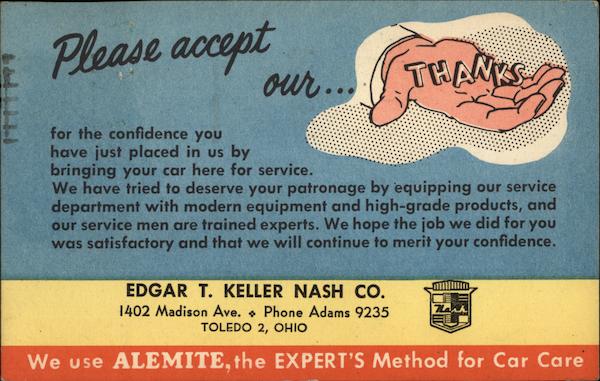 Please accept
our...
THANKS
for the confidence you
have just placed in us by
bringing your car here for service.
We have tried to deserve your patronage by equipping our service
department with modern equipment and high-grade products, and
our service men are trained experts. We hope the job we did for you
was satisfactory and that we will continue to merit your confidence.
EDGAR T. KELLER NASH CO.
1402 Madison Ave. ❖ Phone Adams 9235
TOLEDO 2, OHIO
Nash
We use ALEMITE, the EXPERT'S Method for Car Care